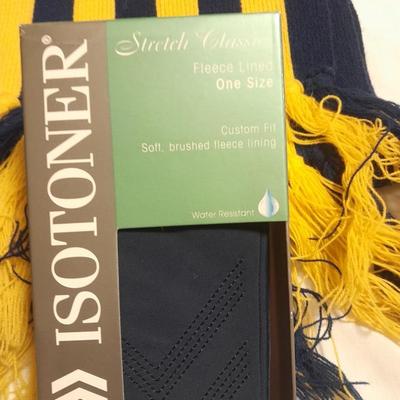 Stretch Classics
Fleece Lined
One Size
Custom Fit
Soft, brushed fleece lining
Water Resistant
ISOTONER®